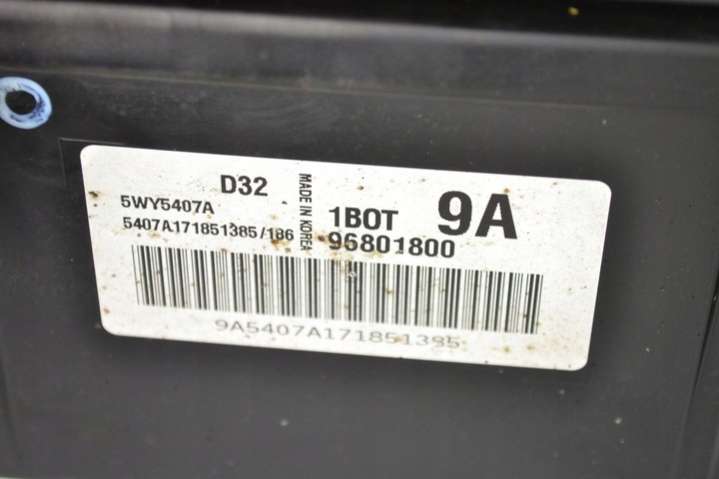 D32
5WY5407A
5407A171851385/186
MADE IN KOREA
1BOT 9A
96801800
9A5407A171851385